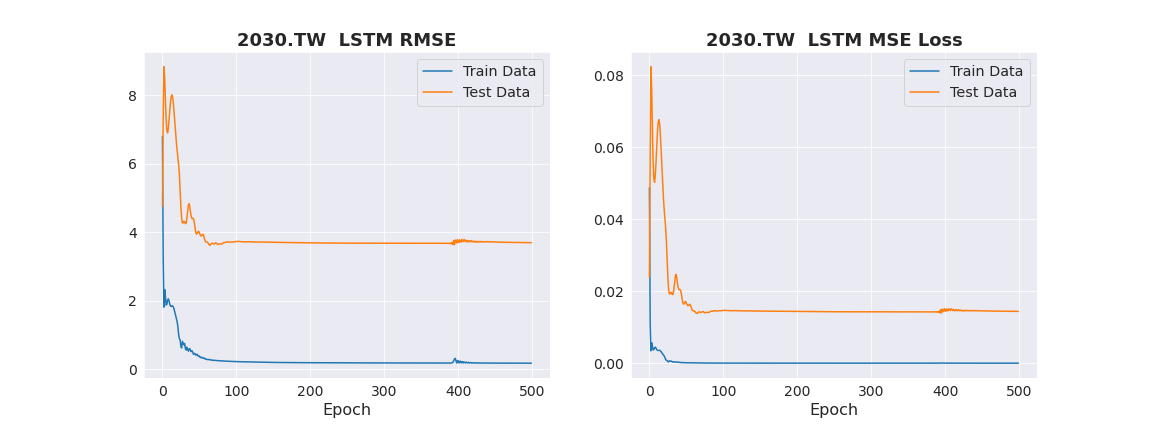 2030.TW  LSTM RMSE
Train Data
Test Data
8
6
4
2
0
0 100 200 300 400 500
Epoch
2030.TW  LSTM MSE Loss
Train Data
Test Data
0.08
0.06
0.04
0.02
0.00
0 100 200 300 400 500
Epoch